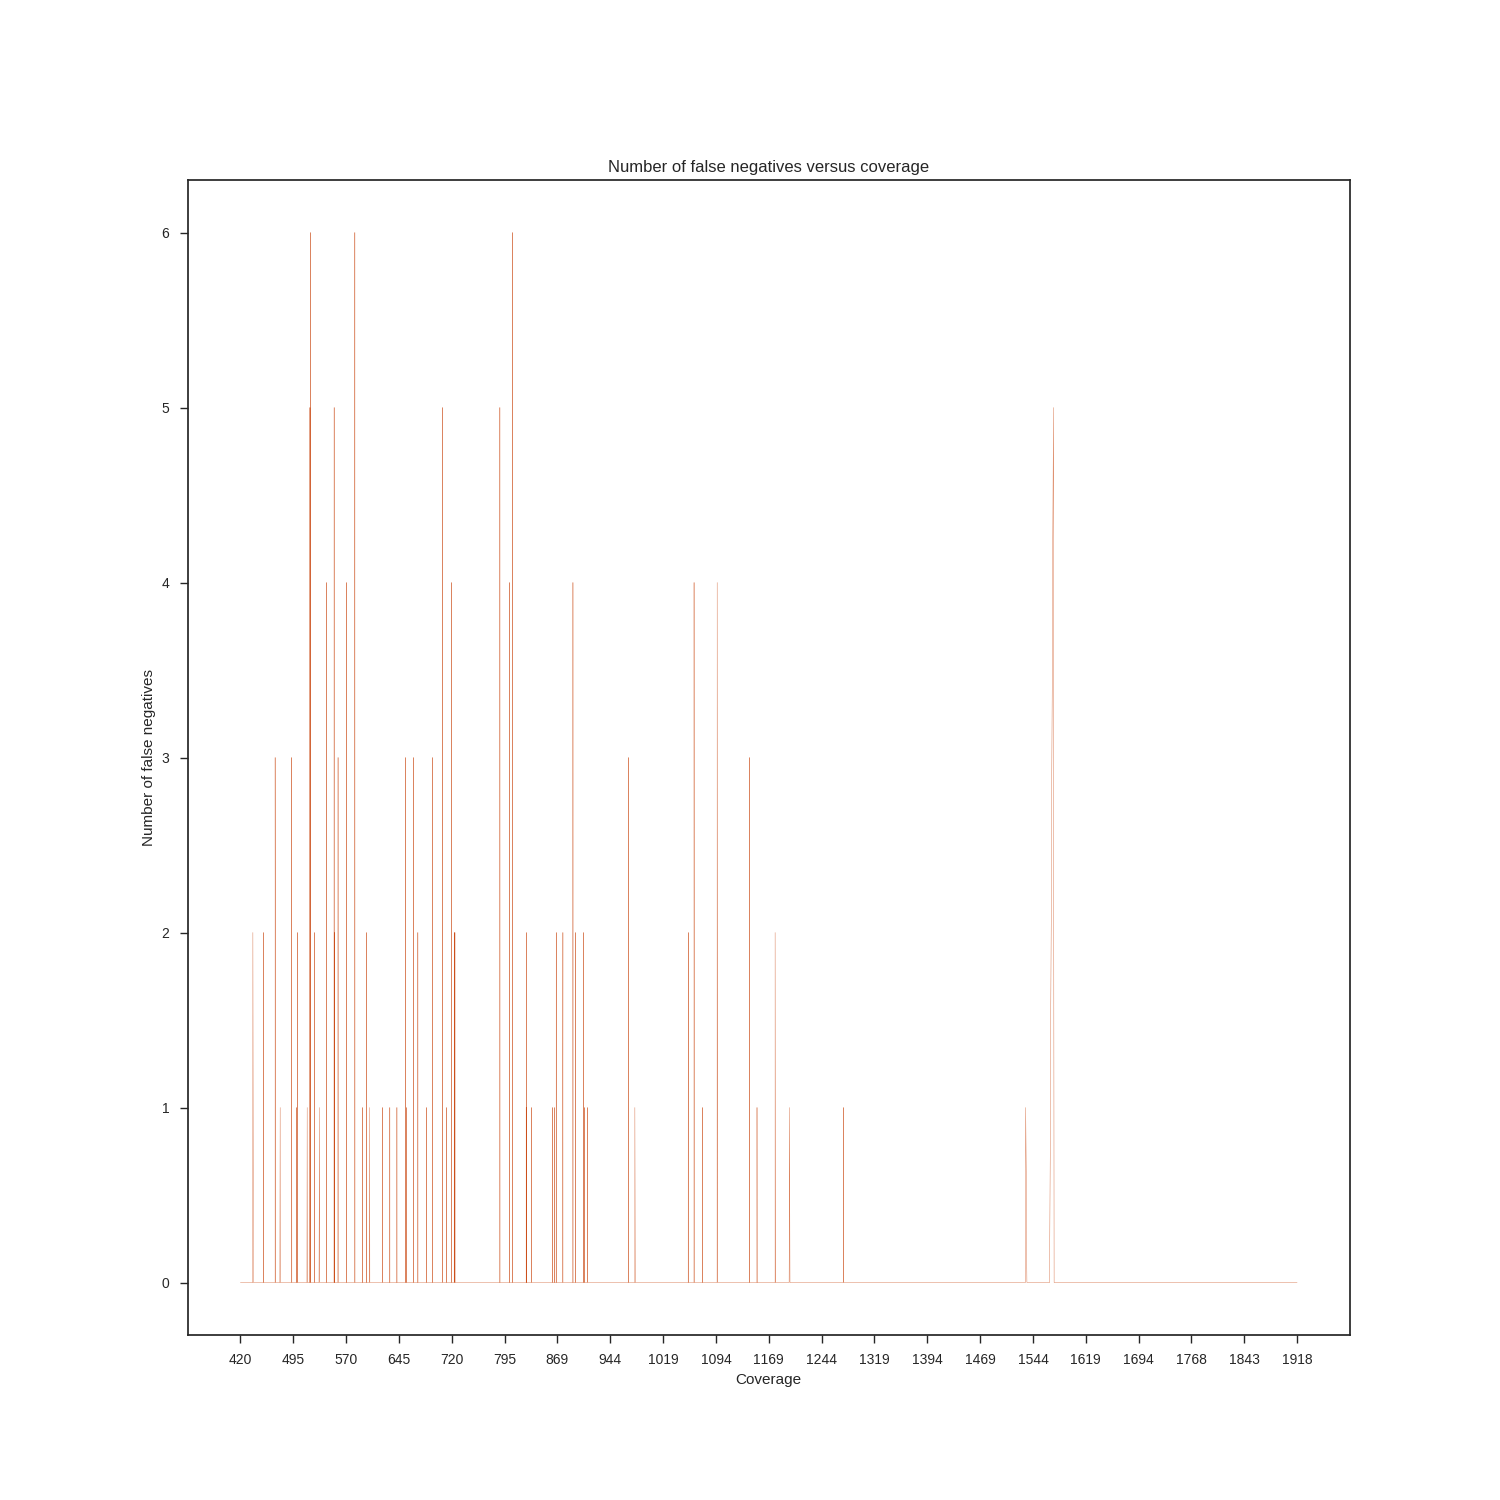 Number of false negatives versus coverage
6
5
4
3
2
1
0
Number of false negatives
420 495 570 645 720 795 869 944 1019 1094 1169 1244 1319 1394 1469 1544 1619 1694 1768 1843 1918
Coverage